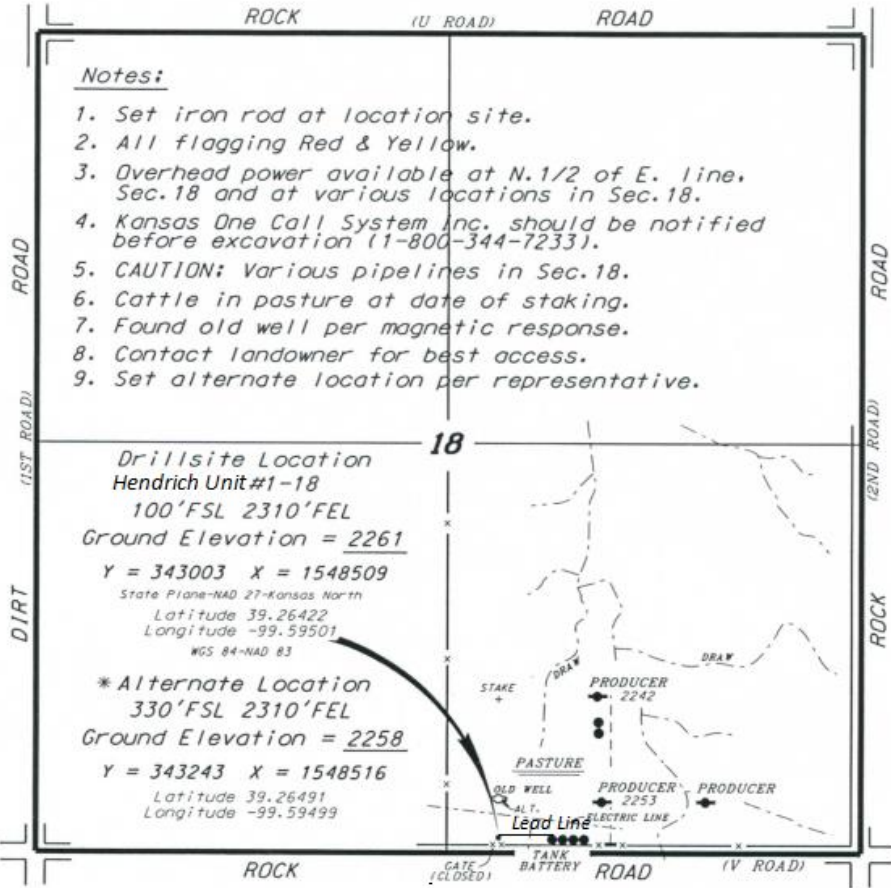 ROCK (U ROAD) ROAD
Notes:
1. Set iron rod at location site.
2. All flagging Red & Yellow.
3. Overhead power available at N.1/2 of E. line,
Sec.18 and at various locations in Sec.18.
4. Kansas One Call System Inc. should be notified
before excavation (1-800-344-7233).
5. CAUTION: Various pipelines in Sec.18.
6. Cattle in pasture at date of staking.
7. Found old well per magnetic response.
8. Contact landowner for best access.
9. Set alternate location per representative.
ROAD
(1ST ROAD)
DIRT
ROAD
(2ND ROAD)
ROCK
18
Drillsite Location
Hendrich Unit #1-18
100'FSL 2310'FEL
Ground Elevation = 2261
Y = 343003 X = 1548509
State Plane-NAD 27-Kansas North
Latitude 39.26422
Longitude -99.59501
WGS 84-NAD 83
* Alternate Location
330'FSL 2310'FEL
Ground Elevation = 2258
Y = 343243 X = 1548516
Latitude 39.26491
Longitude -99.59499
STAKE
DRAW
DRAW
PRODUCER
2242
PASTURE
OLD WELL
ALT.
PRODUCER
2253
PRODUCER
Lead Line
ELECTRIC LINE
GATE
(CLOSED)
TANK
BATTERY
ROCK ROAD (V ROAD)